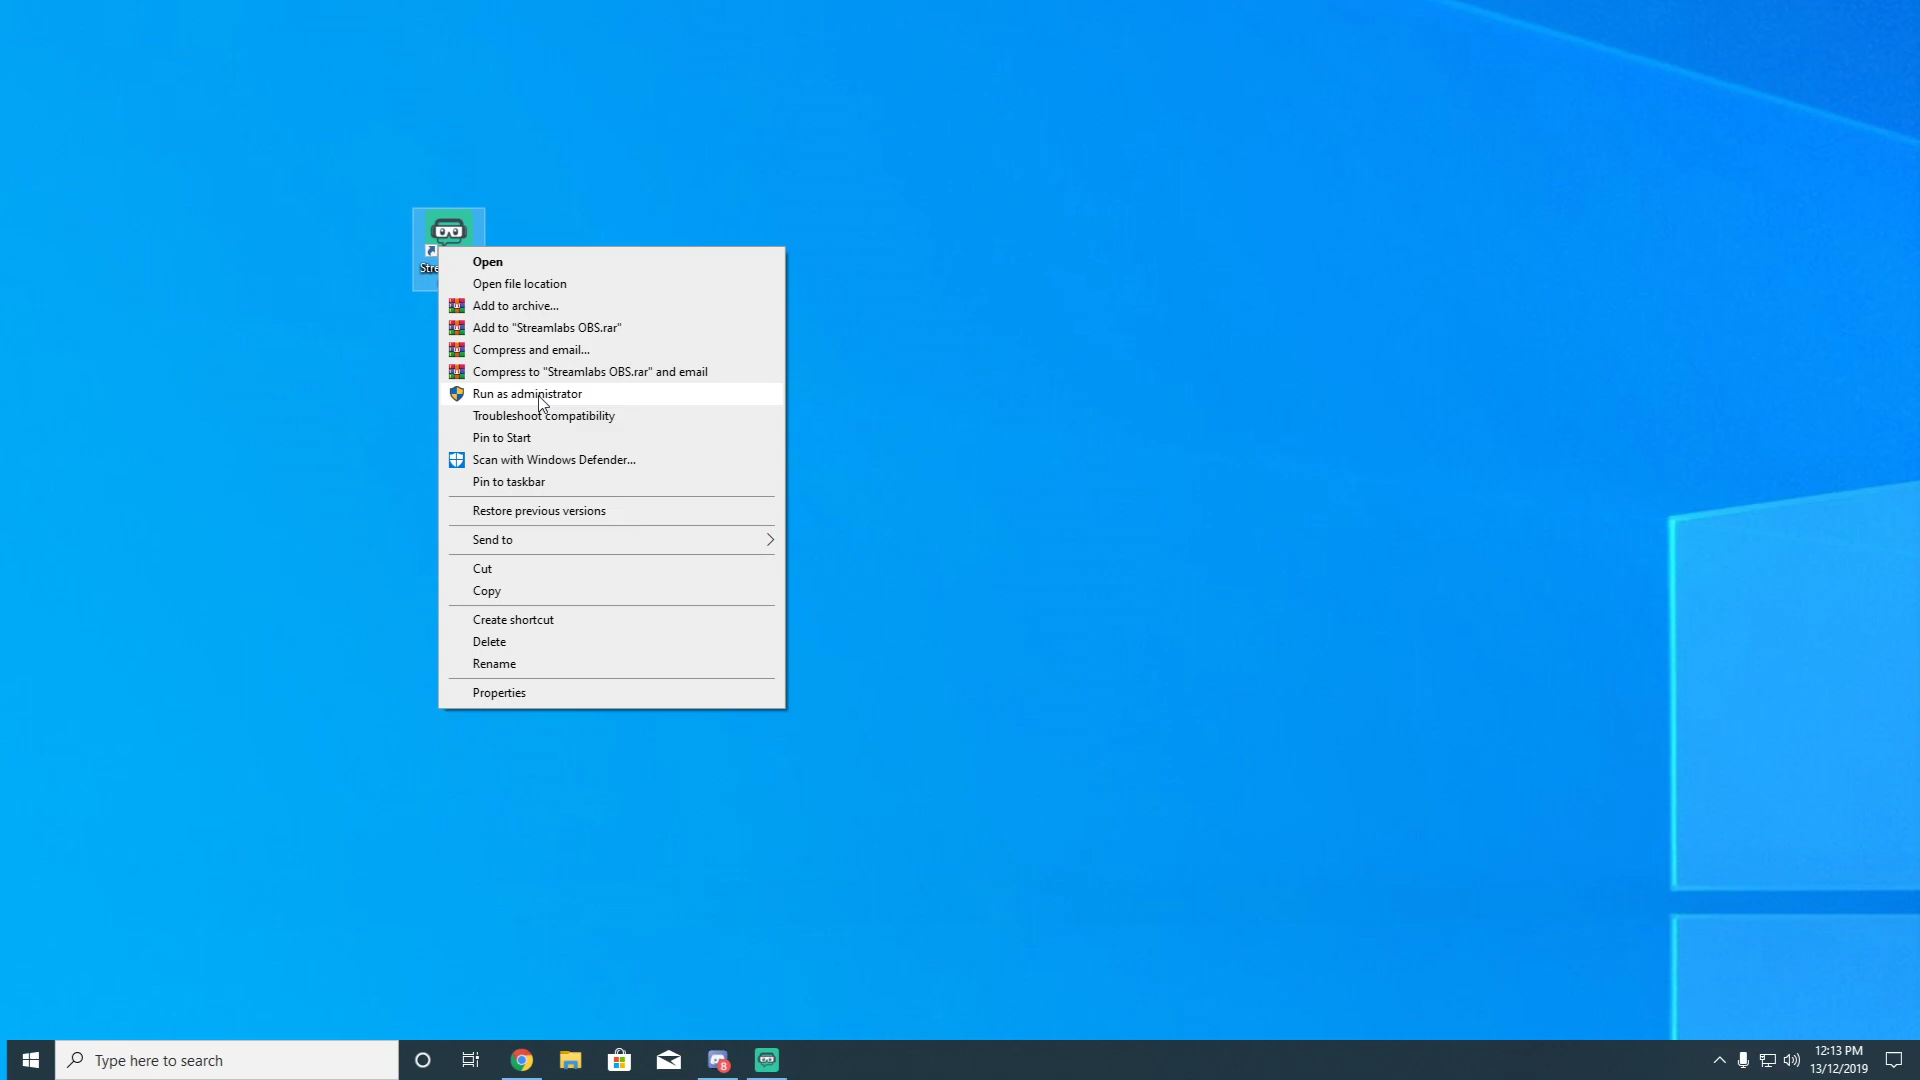 Stre
Open
Open file location
Add to archive...
Add to "Streamlabs OBS.rar"
Compress and email...
Compress to "Streamlabs OBS.rar" and email
Run as administrator
Troubleshoot compatibility
Pin to Start
Scan with Windows Defender...
Pin to taskbar
Restore previous versions
Send to
Cut
Copy
Create shortcut
Delete
Rename
Properties
Type here to search
8
12:13 PM
13/12/2019